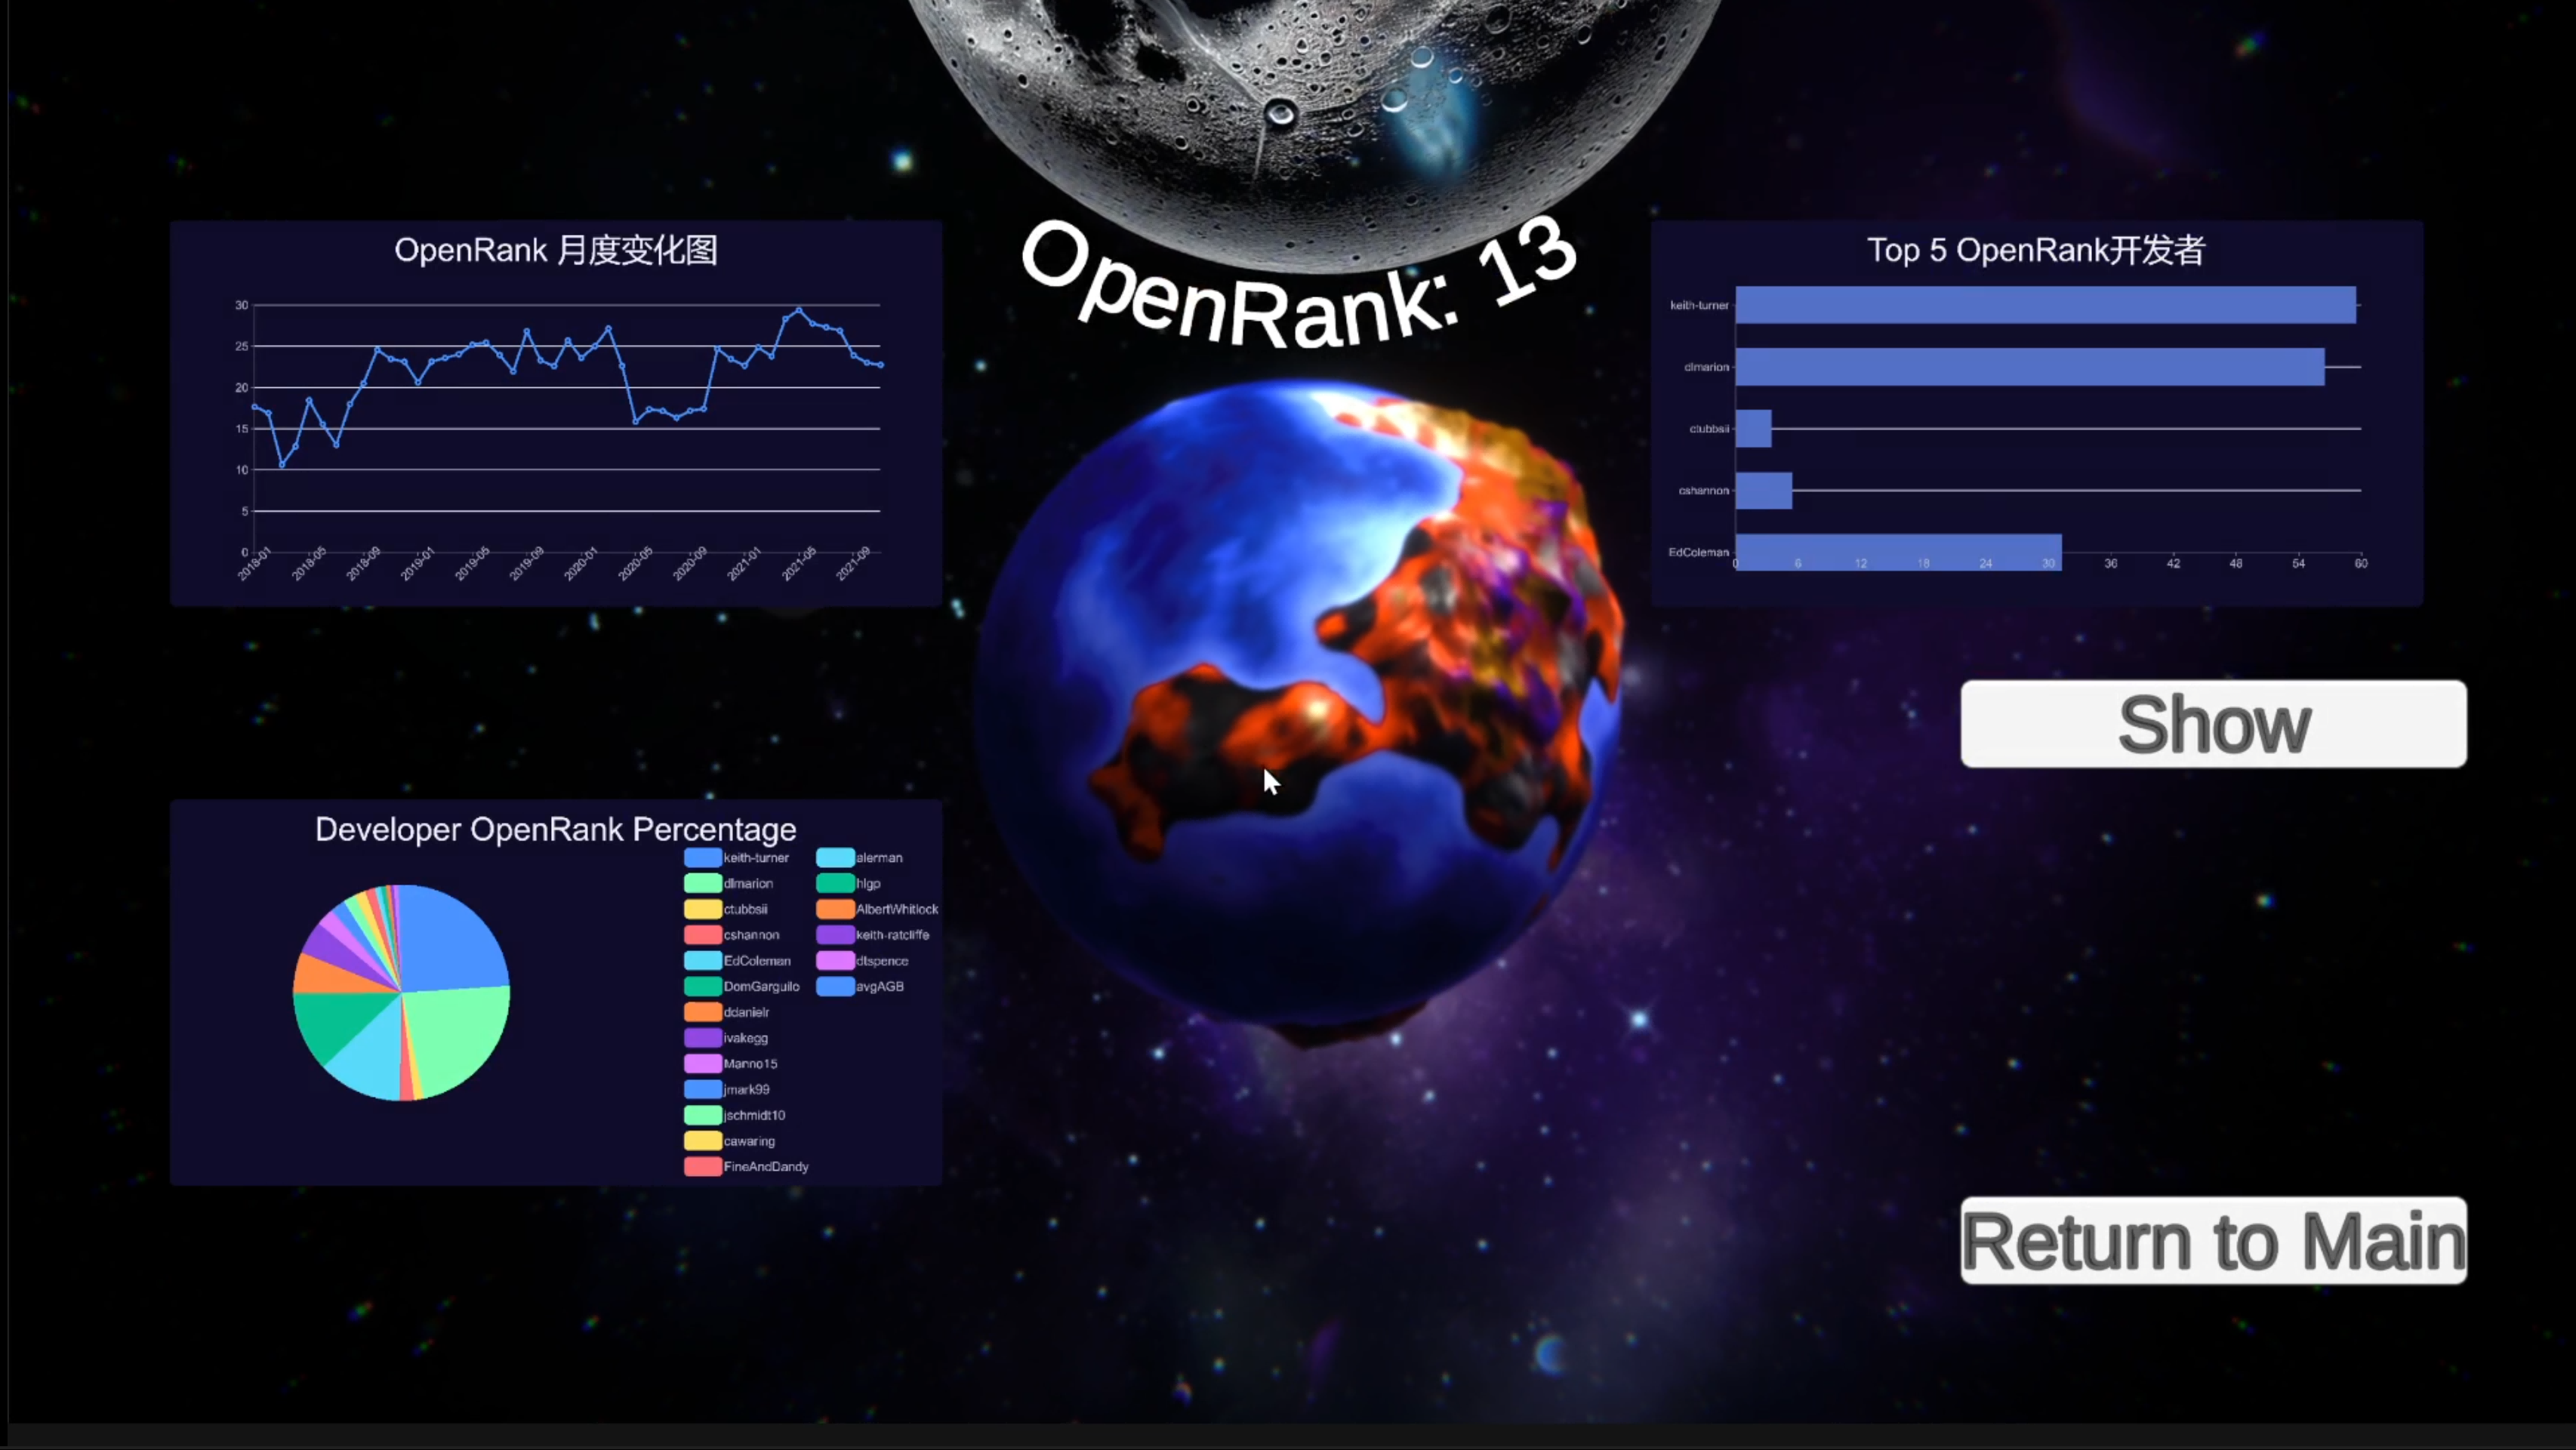 OpenRank 月度变化图
30
25
20
15
10
5
0
2018-01 2018-05 2018-09 2019-01 2019-05 2019-09 2020-01 2020-05 2020-09 2021-01 2021-05 2021-09
OpenRank: 13
Top 5 OpenRank开发者
keith-turner
dlmarion
ctubbsii
cshannon
EdColeman
0 6 12 18 24 30 36 42 48 54 60
Show
Developer OpenRank Percentage
keith-turner alerman
dlmarion hlgp
ctubbsii AlbertWhitlock
cshannon keith-ratcliffe
EdColeman dtspence
DomGarguilo avgAGB
ddanielr
ivakegg
Manno15
jmark99
jschmidt10
cawaring
FineAndDandy
Return to Main